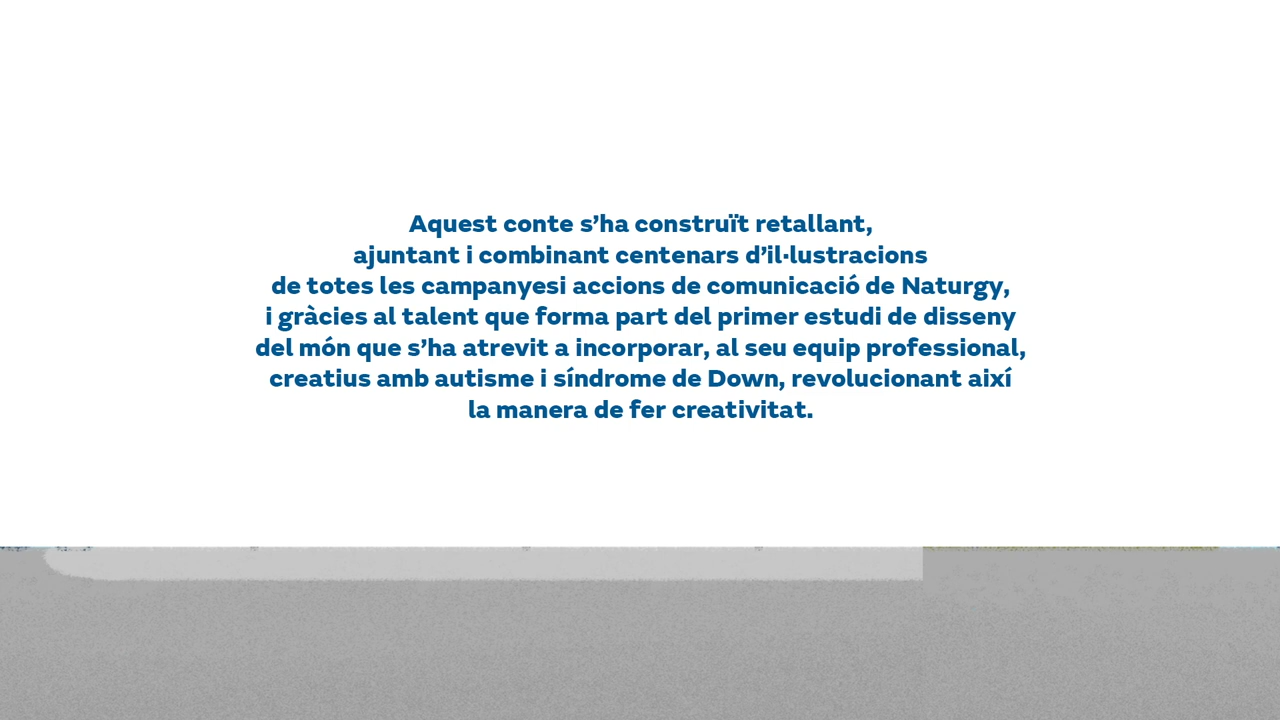 Aquest conte s’ha construït retallant,
ajuntant i combinant centenars d’il·lustracions
de totes les campanyesi accions de comunicació de Naturgy,
i gràcies al talent que forma part del primer estudi de disseny
del món que s’ha atrevit a incorporar, al seu equip professional,
creatius amb autisme i síndrome de Down, revolucionant així
la manera de fer creativitat.